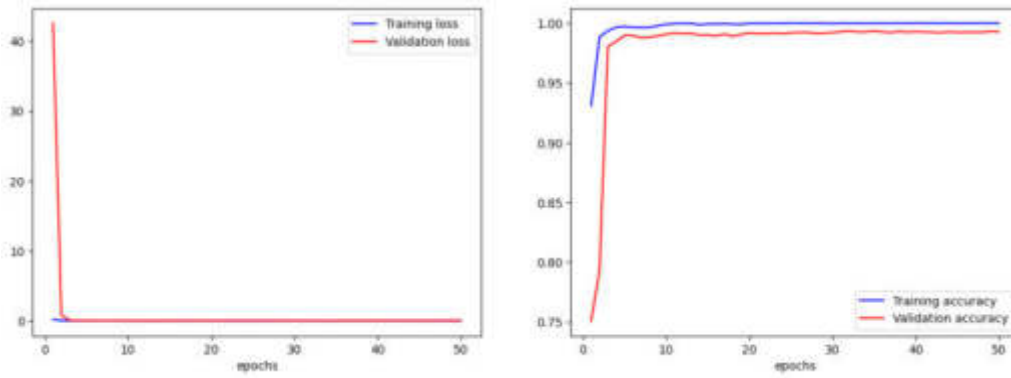 Training loss
Validation loss
40
30
20
10
0
0 10 20 30 40 50
epochs
1.00
0.95
0.90
0.85
0.80
0.75
Training accuracy
Validation accuracy
0 10 20 30 40 50
epochs